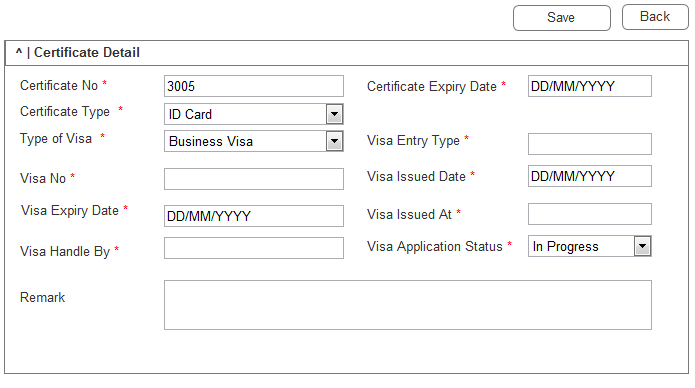 Save Back
^ | Certificate Detail
Certificate No * 3005 Certificate Expiry Date * DD/MM/YYYY
Certificate Type * ID Card
Type of Visa * Business Visa Visa Entry Type *
Visa No * Visa Issued Date * DD/MM/YYYY
Visa Expiry Date * DD/MM/YYYY Visa Issued At *
Visa Handle By * Visa Application Status * In Progress
Remark